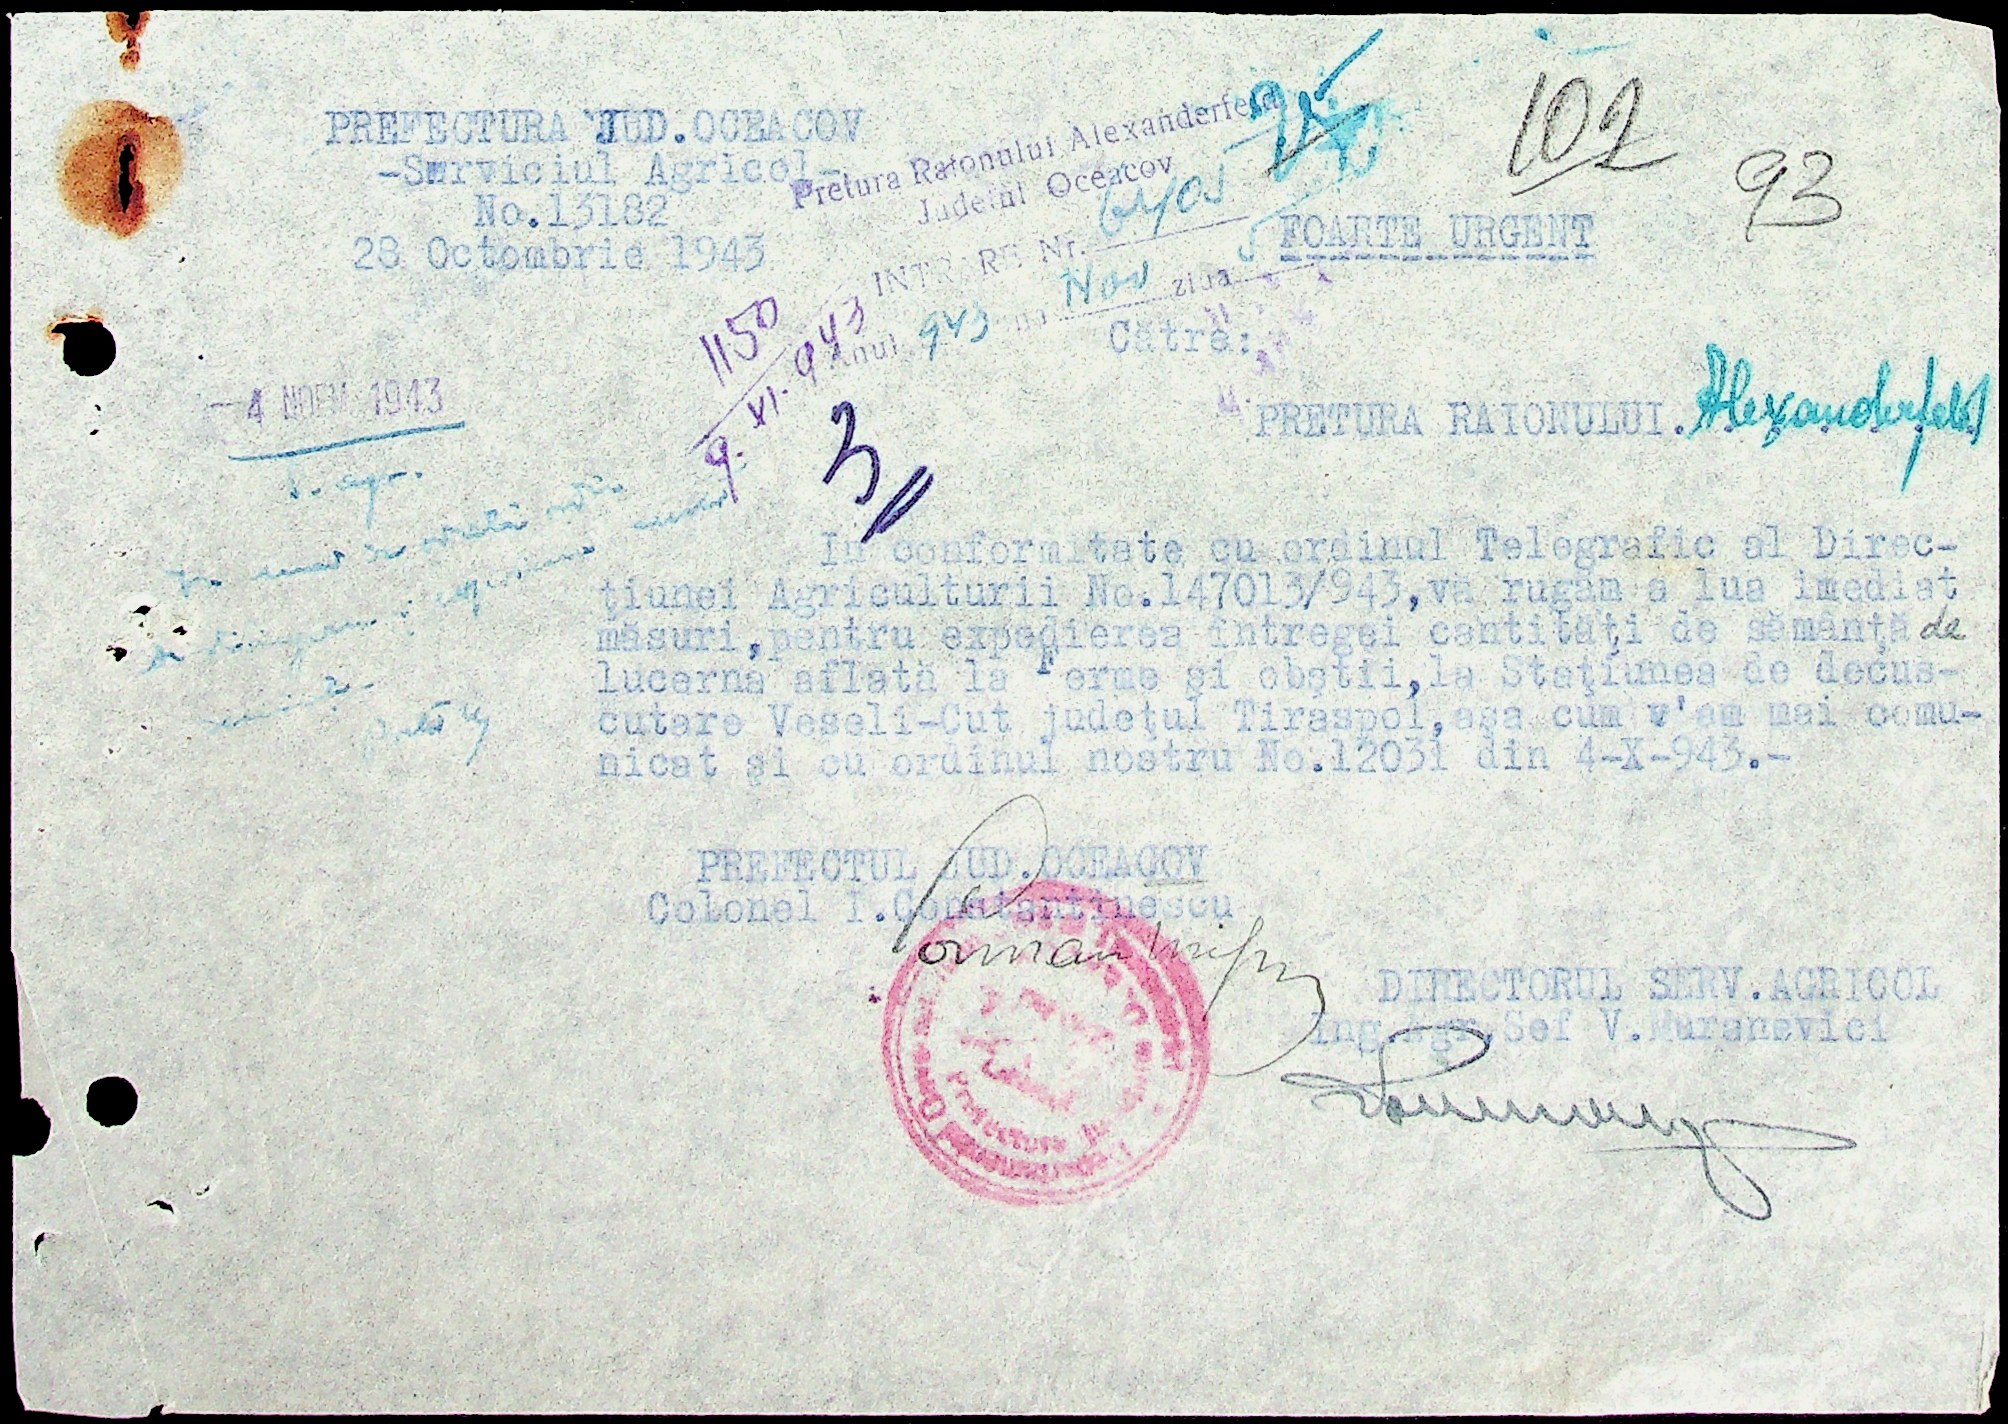 PREFECTURA JUD.OCEACOV
-Serviciul Agricol-
No.13182
28 Octombrie 1943
Pretura Raionului Alexanderfeld
Judetul Oceacov
INTRARE Nr.
Anul 943 Nov ziua 5
102
93
FOARTE URGENT
1150
9.XI.943
3
- 4 NOEM 1943
Către:
PRETURA RAIONULUI. Alexanderfeld
In conformitate cu ordinul Telegrafic al Direc-
ţiunei Agriculturii No.147013/943,vă rugăm a lua imediat
măsuri,pentru expedierea întregei cantităţi de sămânţă de
lucerna aflată la Ferme şi obştii,la Staţiunea de decus-
cutare Veseli-Cut judeţul Tiraspol,aşa cum v'am mai comu-
nicat şi cu ordinul nostru No.12031 din 4-X-943.-
PREFECTUL JUD.OCEACOV
Colonel I.Constantinescu
DIRECTORUL SERV.AGRICOL
Ing.Agr.Sef V.Muranevici